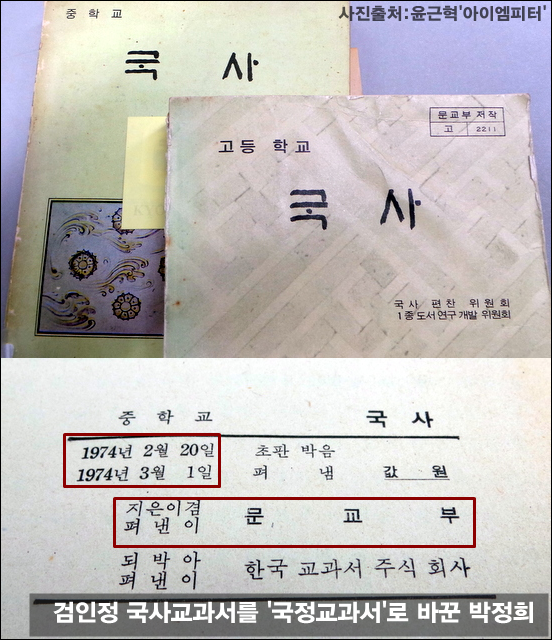 사진출처:윤근혁'아이엠피터'
중 학 교
국 사
문교부 저작
고 2211
고등 학교
국 사
국 사 편 찬 위 원 회
1종도서연구개발 위원회
중 학 교 국 사
1974년 2월 20일 초판 박음
1974년 3월 1일 펴 냄 값 원
지은이겸
펴 낸 이 문 교 부
되 박 아
펴 낸 이 한국 교과서 주식 회사
검인정 국사교과서를 '국정교과서'로 바꾼 박정희